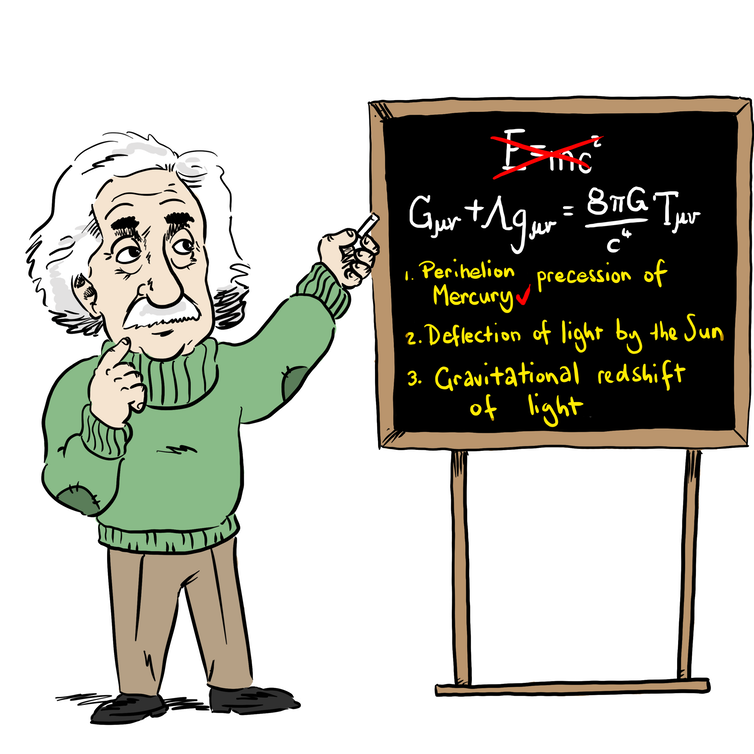 E=mc²
Gμν + Λgμν = 8πG/c⁴ Tμν
1. Perihelion precession of
Mercury ✓
2. Deflection of light by the Sun
3. Gravitational redshift
of light